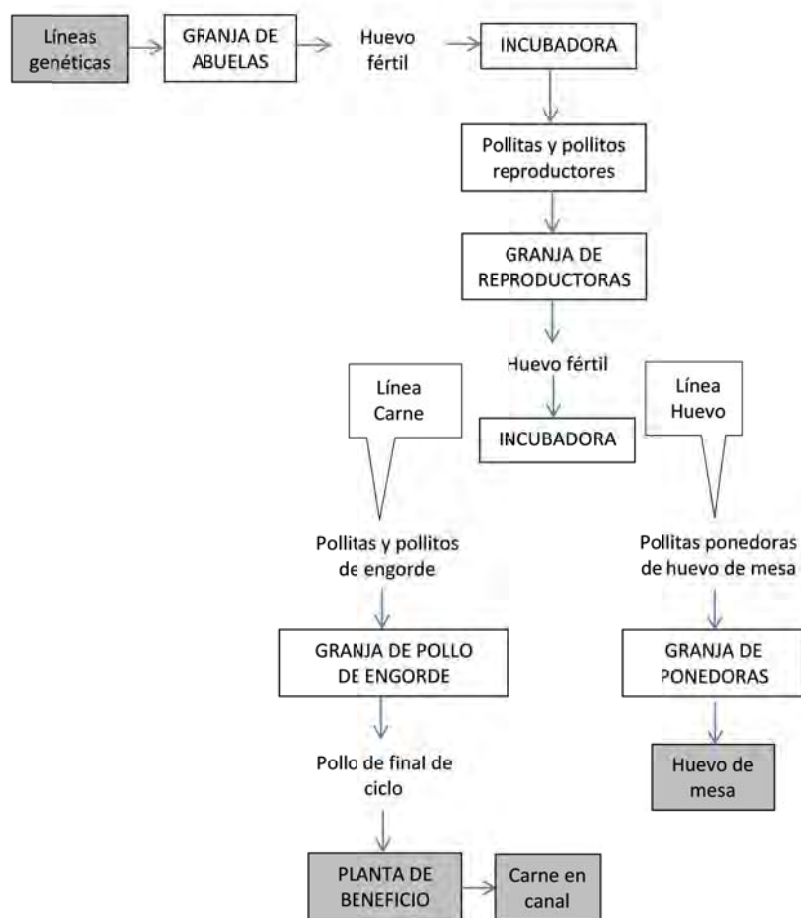 Líneas
genéticas
GRANJA DE
ABUELAS
Huevo
fértil
INCUBADORA
Pollitas y pollitos
reproductores
GRANJA DE
REPRODUCTORAS
Huevo fértil
INCUBADORA
Línea
Carne
Línea
Huevo
Pollitas y pollitos
de engorde
Pollitas ponedoras
de huevo de mesa
GRANJA DE POLLO
DE ENGORDE
GRANJA DE
PONEDORAS
Pollo de final de
ciclo
Huevo de
mesa
PLANTA DE
BENEFICIO
Carne en
canal